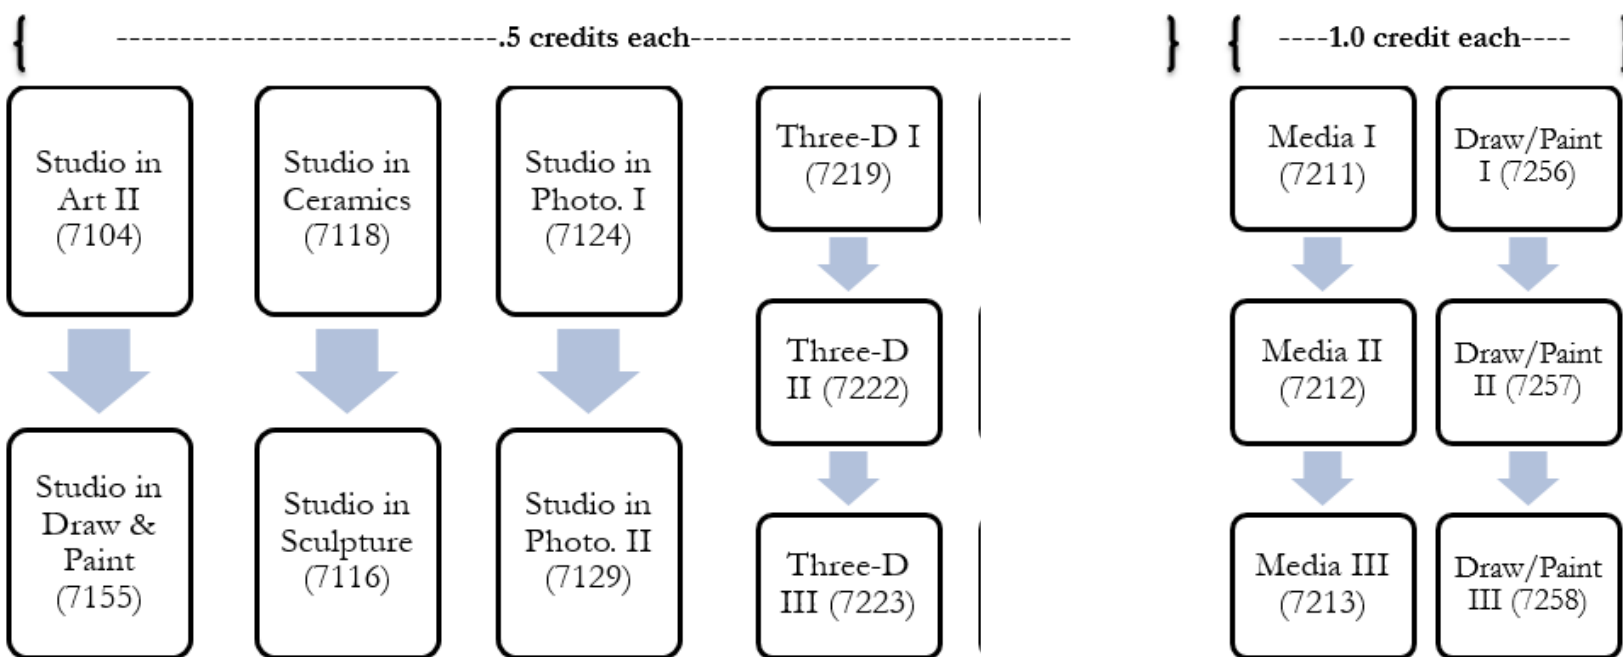 { ------------------------------.5 credits each------------------------------ } { ----1.0 credit each---- }
Studio in
Art II
(7104)
Studio in
Ceramics
(7118)
Studio in
Photo. I
(7124)
Three-D I
(7219)
Media I
(7211)
Draw/Paint
I (7256)
Three-D
II (7222)
Media II
(7212)
Draw/Paint
II (7257)
Studio in
Draw &
Paint
(7155)
Studio in
Sculpture
(7116)
Studio in
Photo. II
(7129)
Three-D
III (7223)
Media III
(7213)
Draw/Paint
III (7258)